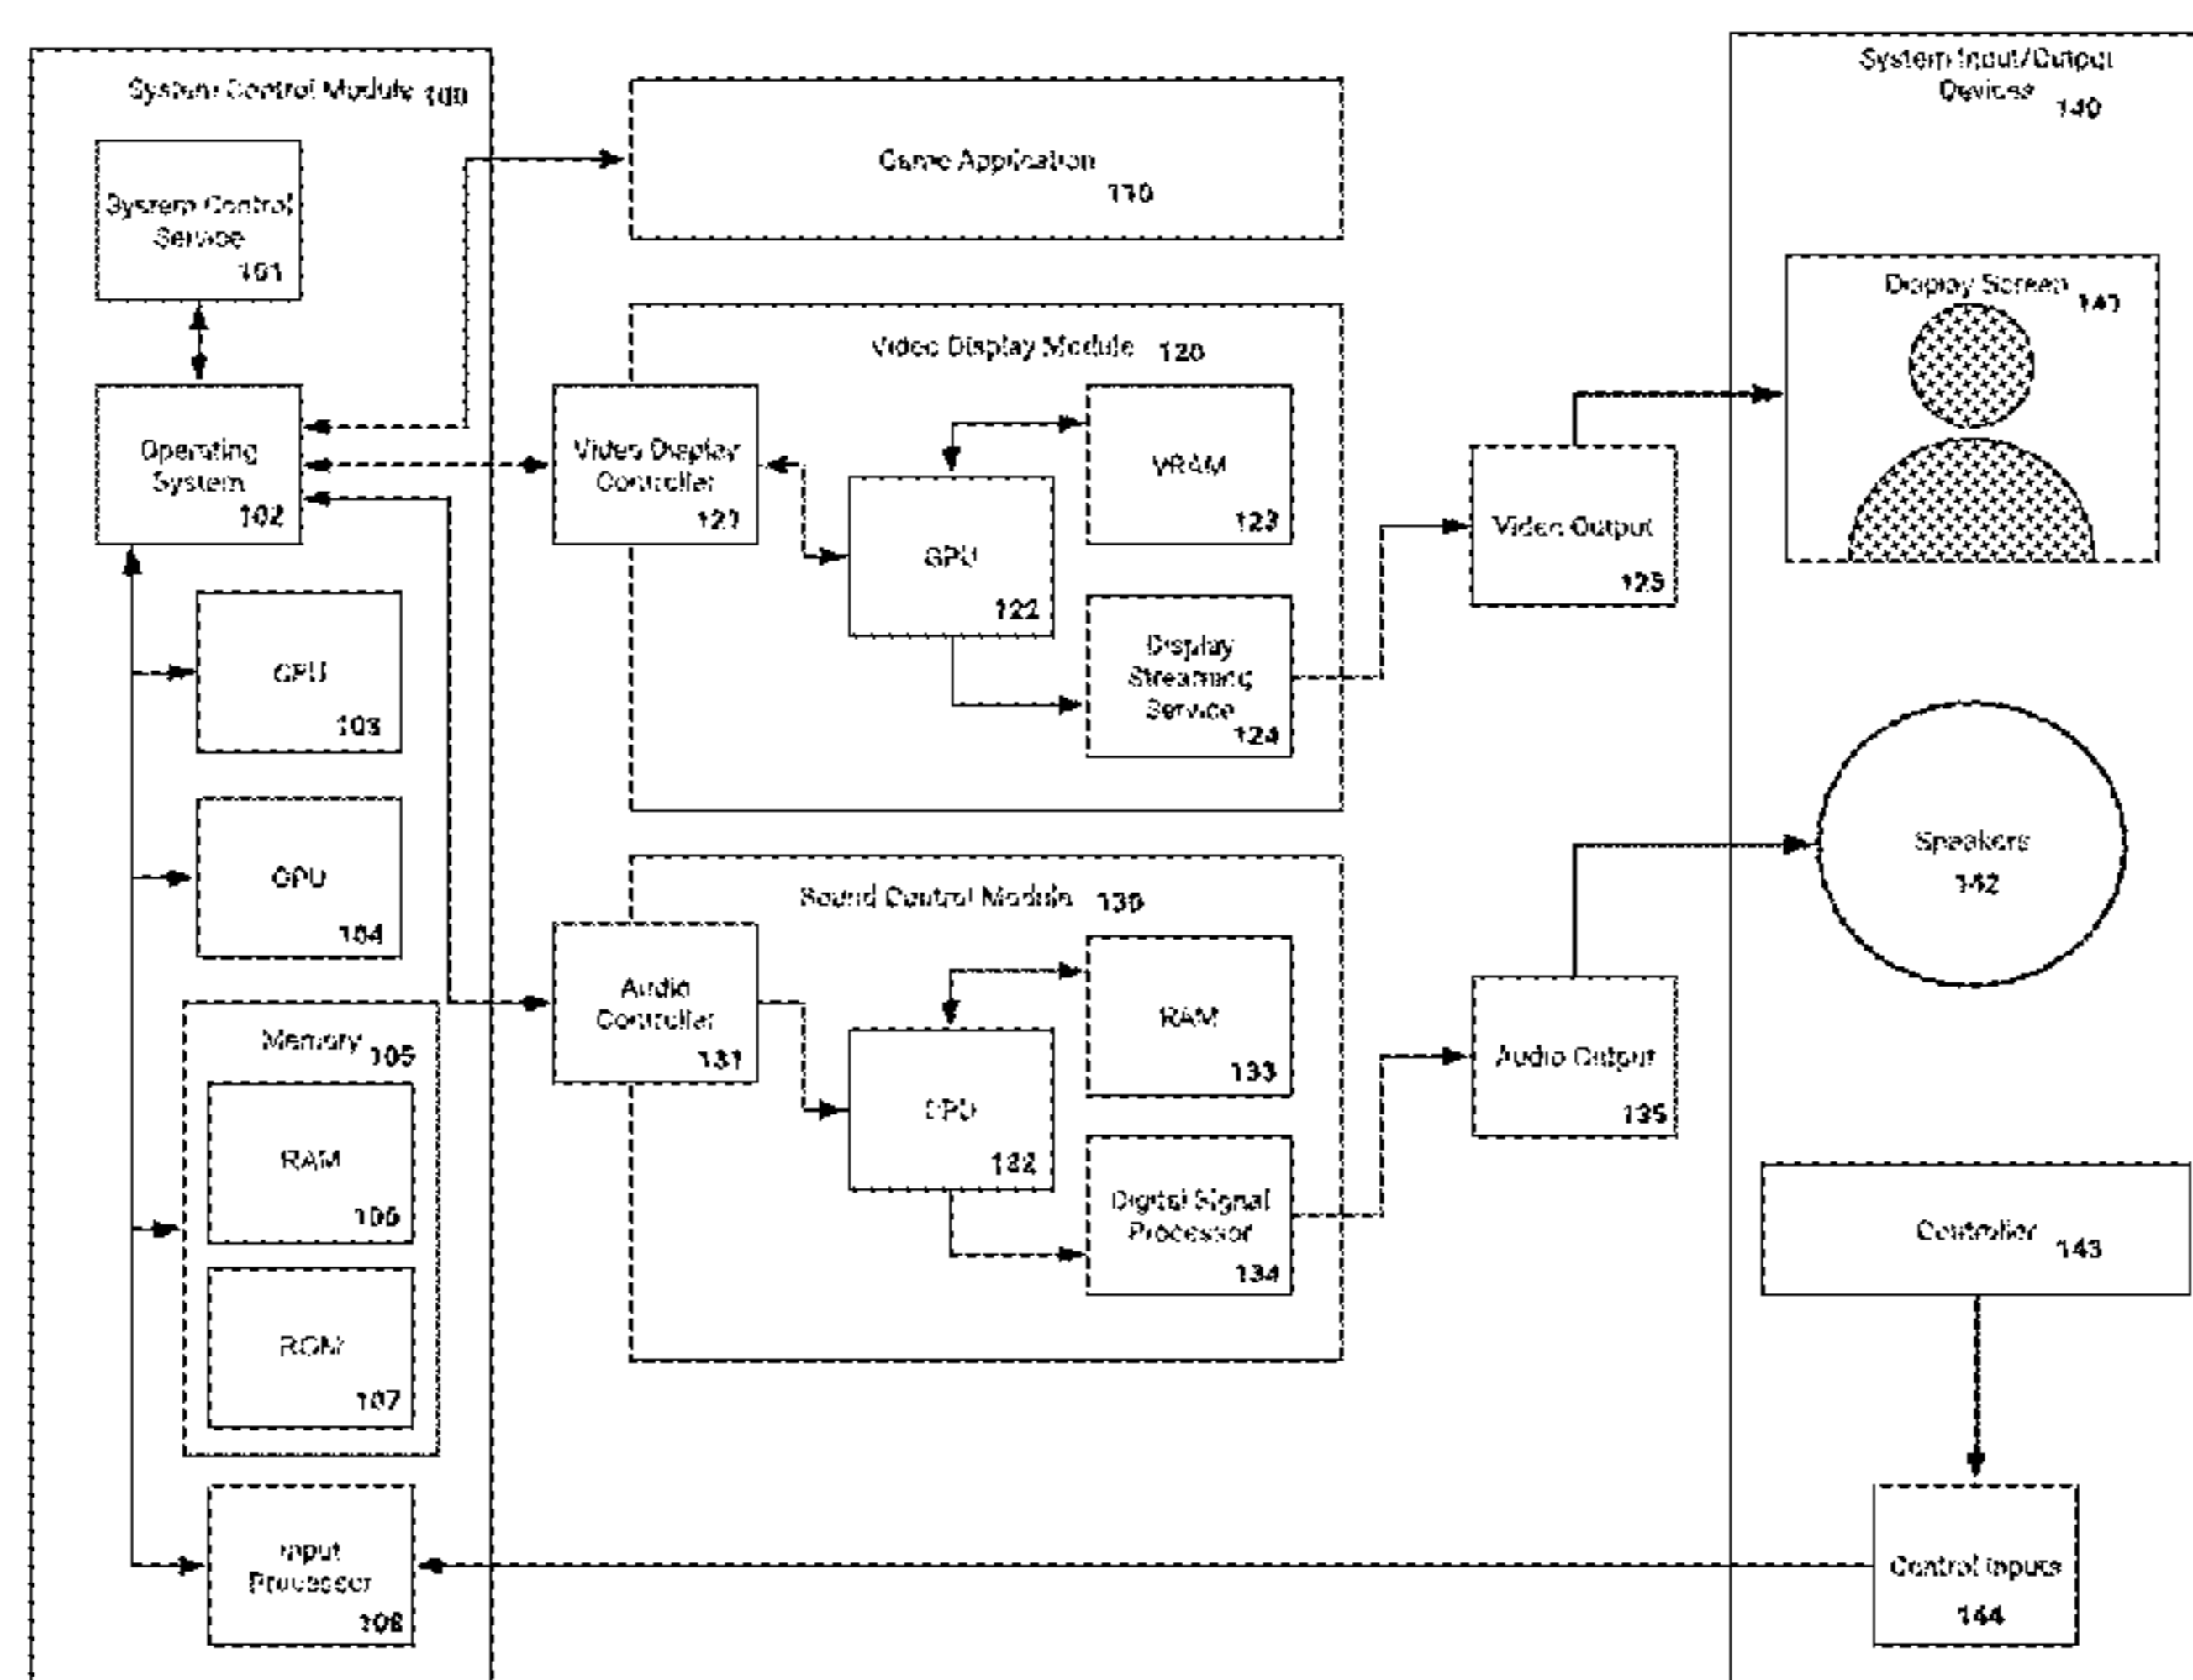 System Control Module 100
System Control
Service
101
Operating
System
102
103
104
Memory 105
RAM
106
ROM
107
Input
Processor
108
Game Application
110
Video Display Module 120
Video Display
Controller
121
GPU
122
VRAM
123
Display
Streaming
Service
124
Video Output
125
Sound Control Module 130
Audio
Controller
131
CPU
132
RAM
133
Digital Signal
Processor
134
Audio Output
135
System Input/Output
Devices 140
Display Screen 141
Speakers
142
Controller 143
Control Inputs
144